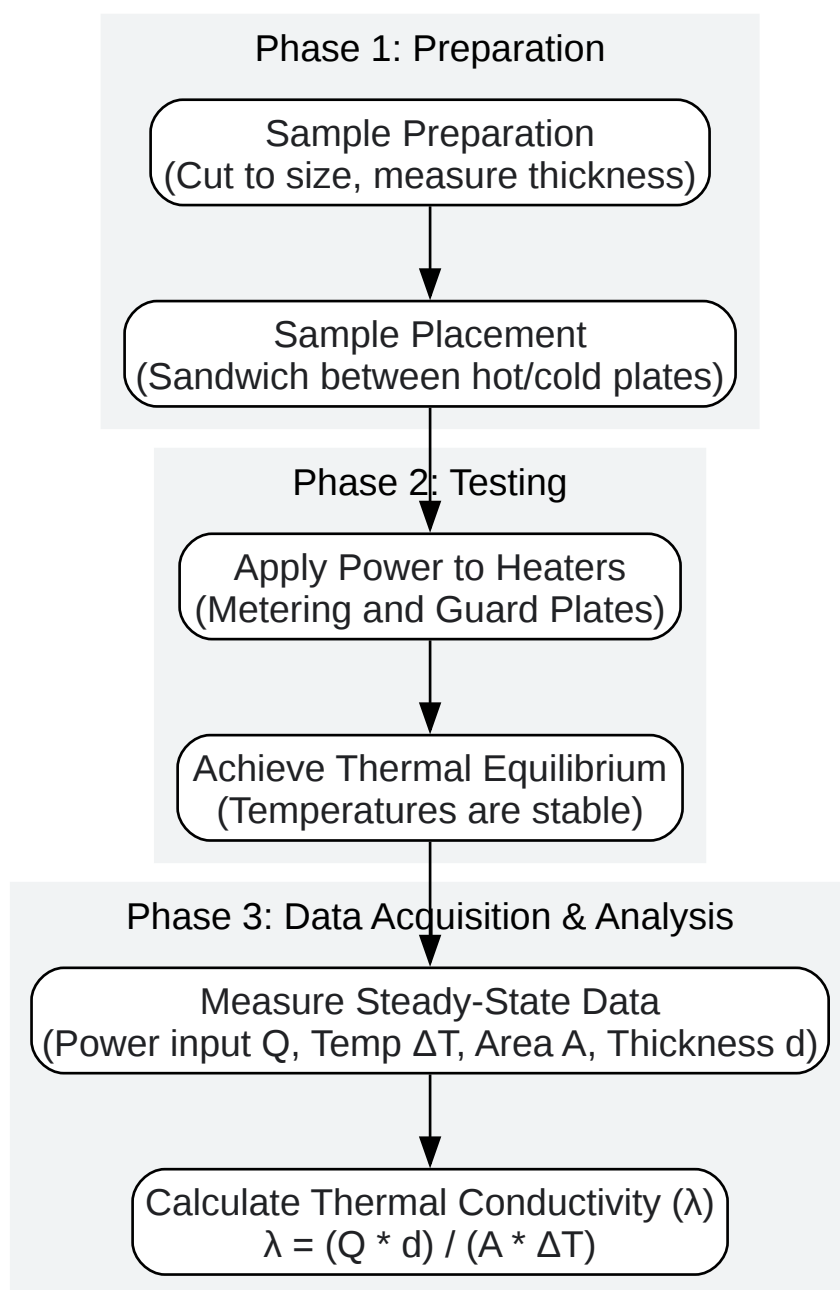 Phase 1: Preparation
Sample Preparation
(Cut to size, measure thickness)
Sample Placement
(Sandwich between hot/cold plates)
Phase 2: Testing
Apply Power to Heaters
(Metering and Guard Plates)
Achieve Thermal Equilibrium
(Temperatures are stable)
Phase 3: Data Acquisition & Analysis
Measure Steady-State Data
(Power input Q, Temp ΔT, Area A, Thickness d)
Calculate Thermal Conductivity (λ)
λ = (Q * d) / (A * ΔT)